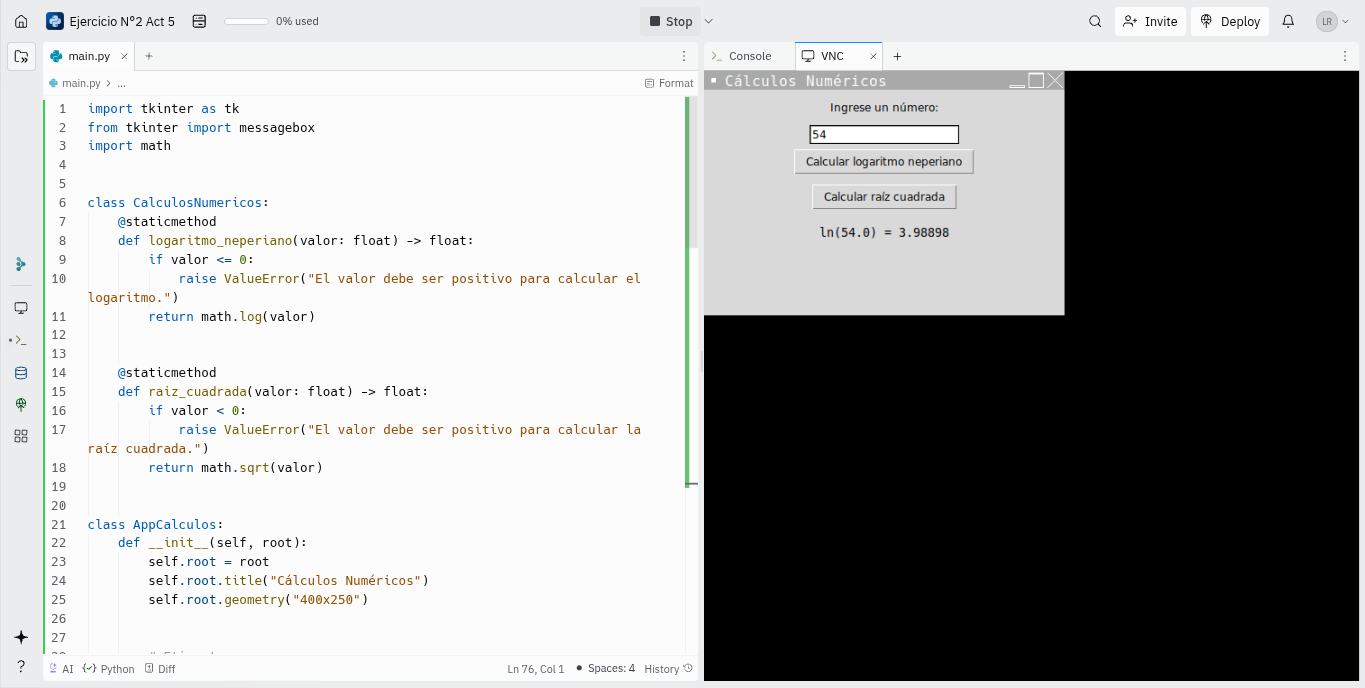 Ejercicio Nº2 Act 5
0% used
Stop
Invite
Deploy
LR
main.py
Console
VNC
main.py > ...
Format
1 import tkinter as tk
2 from tkinter import messagebox
3 import math
4
5
6 class CalculosNumericos:
7 @staticmethod
8 def logaritmo_neperiano(valor: float) -> float:
9 if valor <= 0:
10 raise ValueError("El valor debe ser positivo para calcular el
logaritmo.")
11 return math.log(valor)
12
13
14 @staticmethod
15 def raiz_cuadrada(valor: float) -> float:
16 if valor < 0:
17 raise ValueError("El valor debe ser positivo para calcular la
raíz cuadrada.")
18 return math.sqrt(valor)
19
20
21 class AppCalculos:
22 def __init__(self, root):
23 self.root = root
24 self.root.title("Cálculos Numéricos")
25 self.root.geometry("400x250")
26
27
AI
Python
Diff
Ln 76, Col 1
Spaces: 4
History
Cálculos Numéricos
Ingrese un número:
54
Calcular logaritmo neperiano
Calcular raíz cuadrada
ln(54.0) = 3.98898